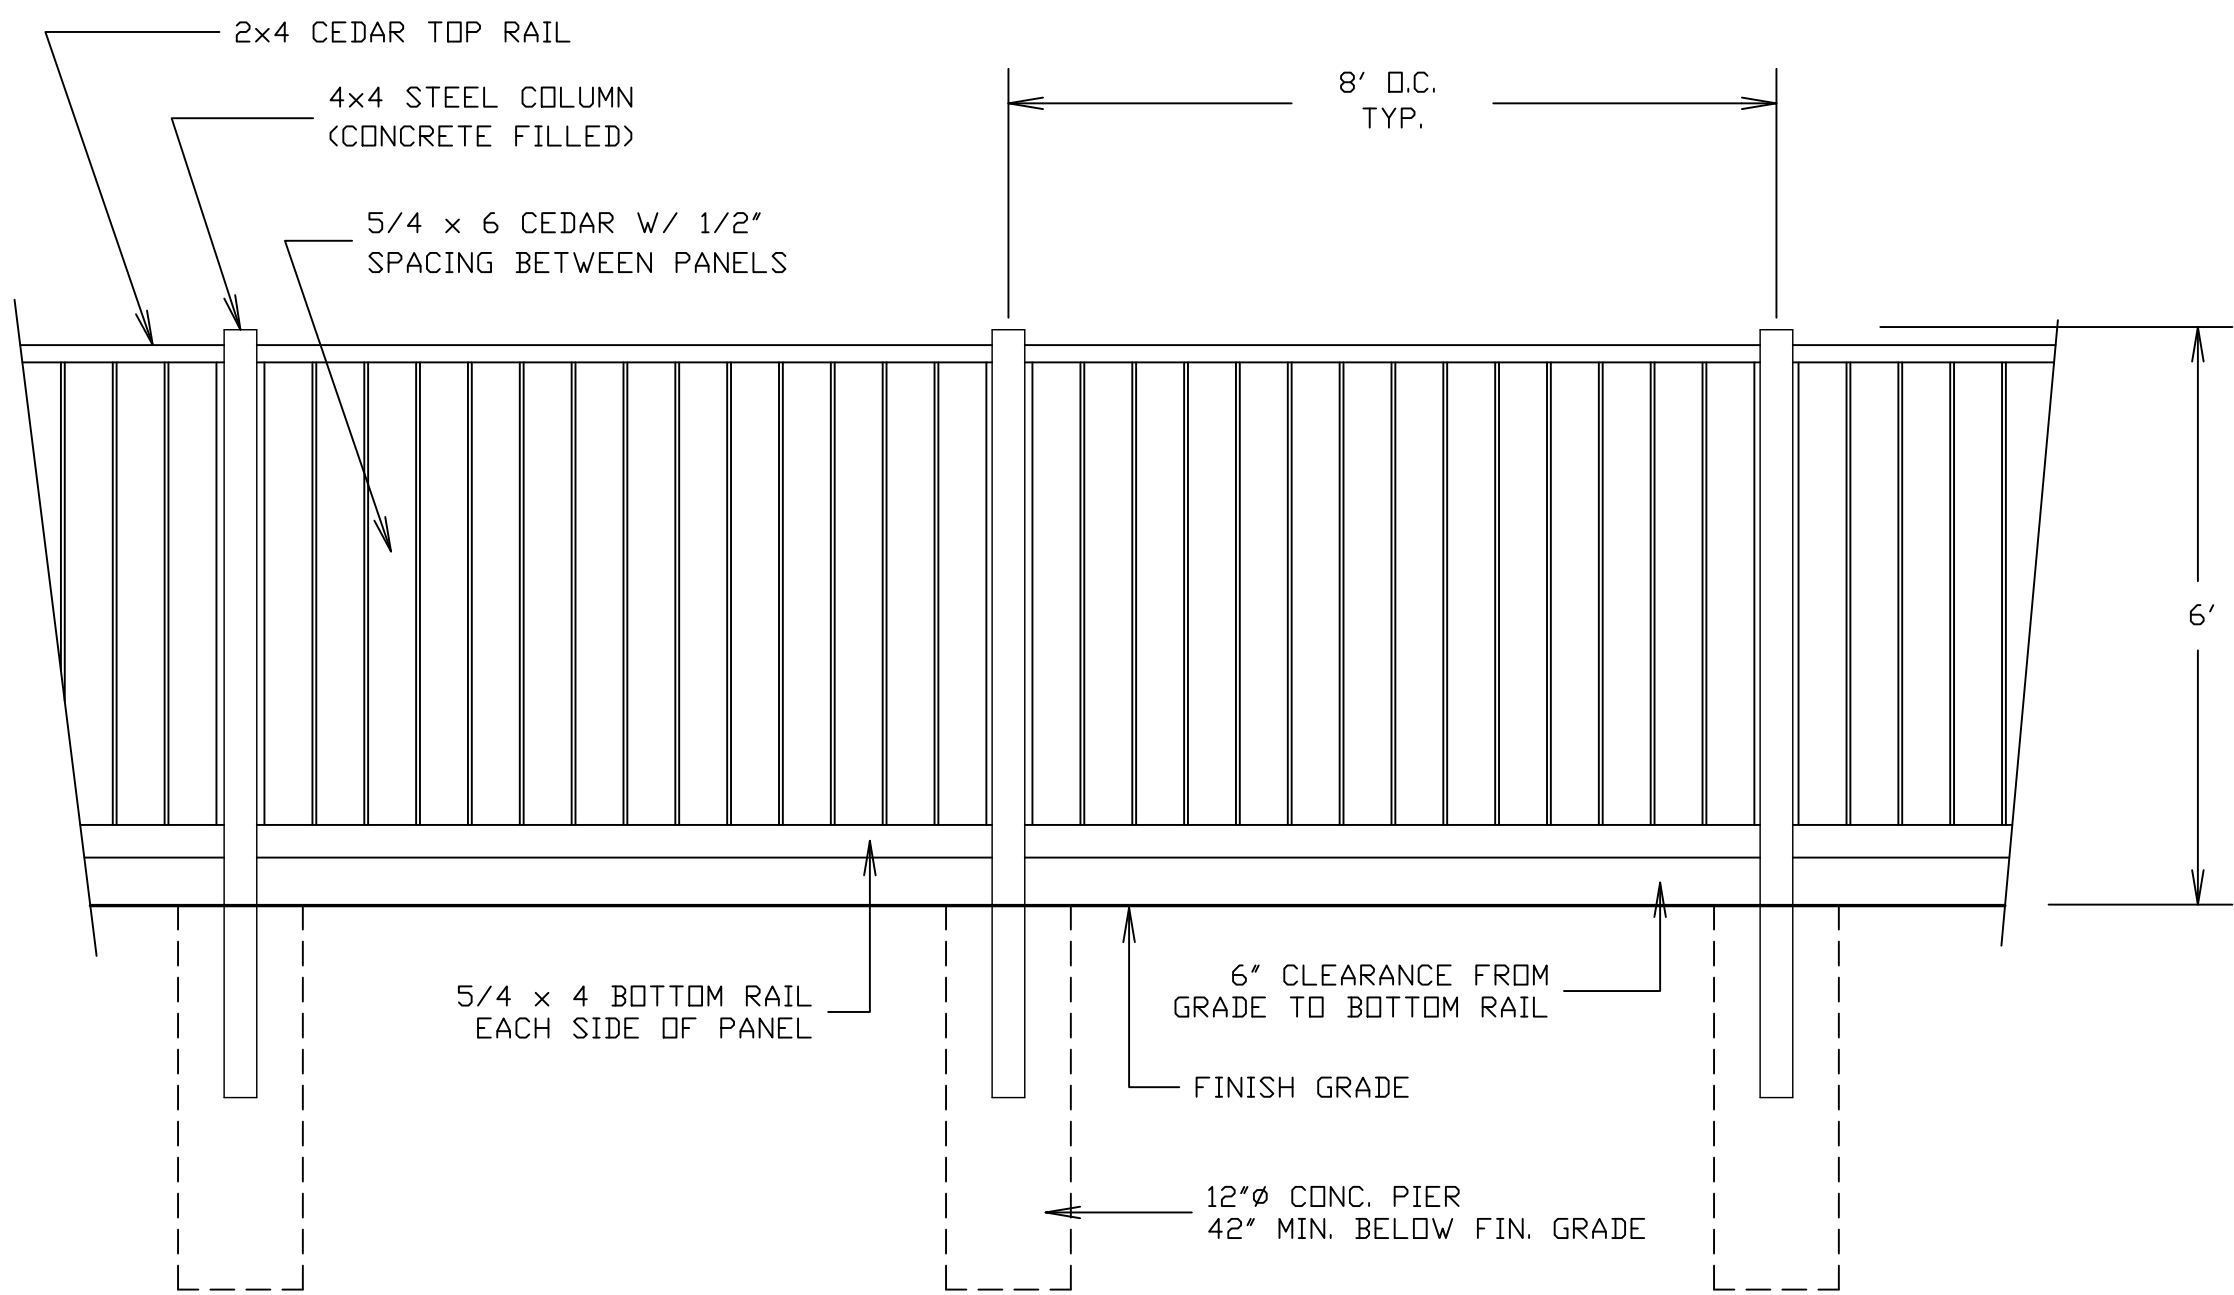 2x4 CEDAR TOP RAIL
4x4 STEEL COLUMN
(CONCRETE FILLED)
8' O.C.
TYP.
5/4 x 6 CEDAR W/ 1/2"
SPACING BETWEEN PANELS
6'
5/4 x 4 BOTTOM RAIL
EACH SIDE OF PANEL
6" CLEARANCE FROM
GRADE TO BOTTOM RAIL
FINISH GRADE
12"Ø CONC. PIER
42" MIN. BELOW FIN. GRADE